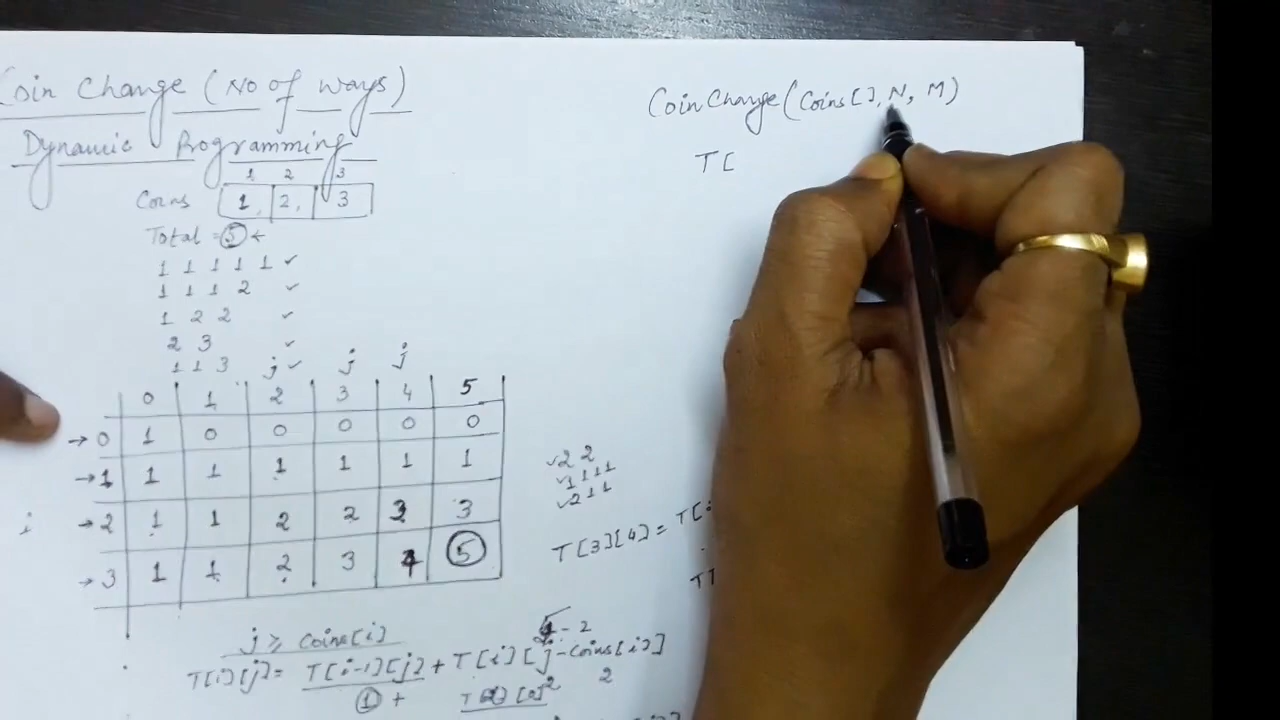 Coin Change (No of ways)
Dynamic Programming
1 2 3
Coins 1, 2, 3
Total = 5 ←
1 1 1 1 1 ✓
1 1 1 2 ✓
1 2 2 ✓
2 3 ✓
1 1 3 ✓
j j j
0 1 2 3 4 5
→ 0 1 0 0 0 0 0
→ 1 1 1 1 1 1 1
i → 2 1 1 2 2 3 3
→ 3 1 1 2 3 4 5
j ≥ Coins[i]
T[i][j] = T[i-1][j] + T[i][j-Coins[i]]
1 +
2
Coin Change (Coins[], N, M)
T[
✓ 2 2
✓ 1 1 1 1
✓ 2 1 1
T[3][4] = T[